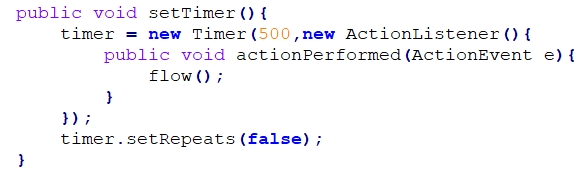 public void setTimer(){
    timer = new Timer(500,new ActionListener(){
        public void actionPerformed(ActionEvent e){
            flow();
        }
    });
    timer.setRepeats(false);
}